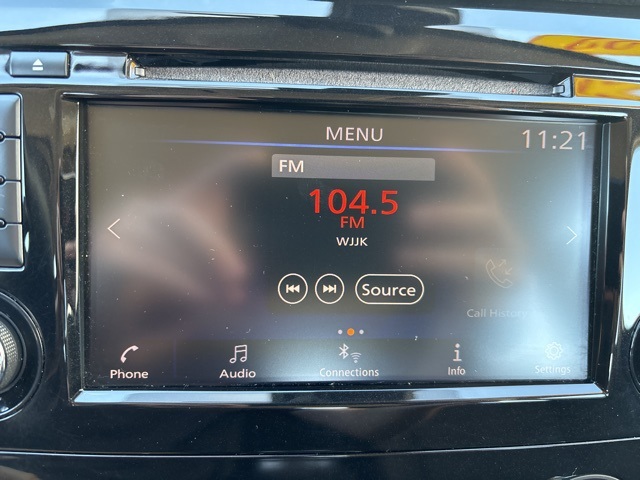 MENU
11:21
FM
104.5
FM
WJJK
Source
Call History
Phone
Audio
Connections
Info
Settings